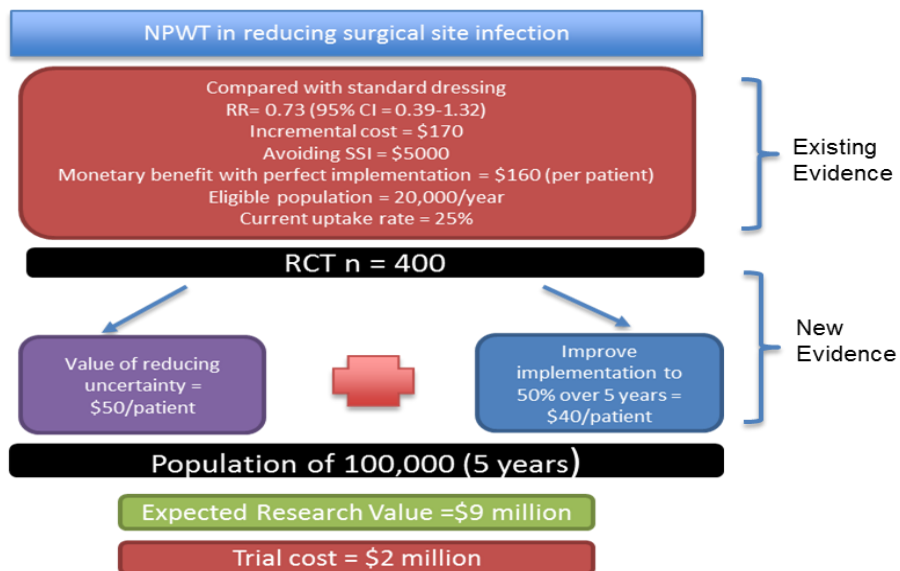 NPWT in reducing surgical site infection
Compared with standard dressing
RR= 0.73 (95% CI = 0.39-1.32)
Incremental cost = $170
Avoiding SSI = $5000
Monetary benefit with perfect implementation = $160 (per patient)
Eligible population = 20,000/year
Current uptake rate = 25%
Existing
Evidence
RCT n = 400
Value of reducing
uncertainty =
$50/patient
Improve
implementation to
50% over 5 years =
$40/patient
New
Evidence
Population of 100,000 (5 years)
Expected Research Value =$9 million
Trial cost = $2 million